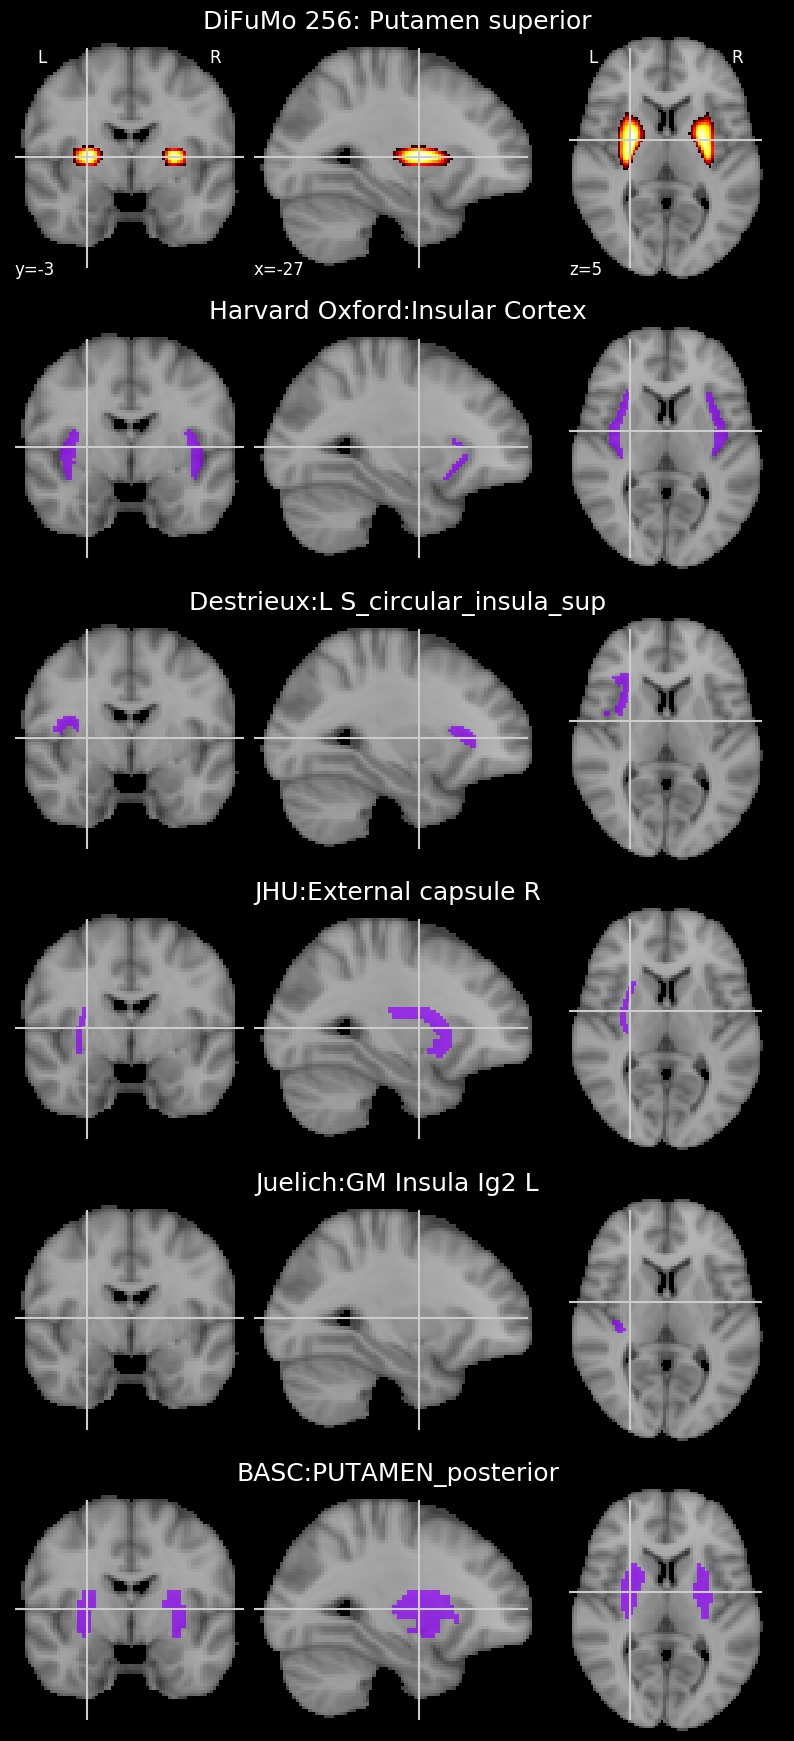 DiFuMo 256: Putamen superior
L R L R
y=-3 x=-27 z=5
Harvard Oxford:Insular Cortex
Destrieux:L S_circular_insula_sup
JHU:External capsule R
Juelich:GM Insula Ig2 L
BASC:PUTAMEN_posterior